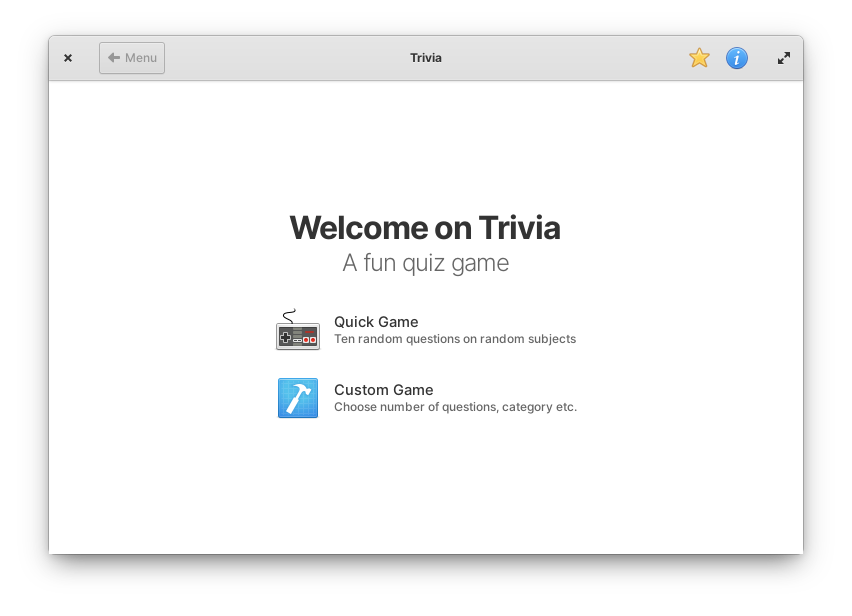 Menu
Trivia
Welcome on Trivia
A fun quiz game
Quick Game
Ten random questions on random subjects
Custom Game
Choose number of questions, category etc.